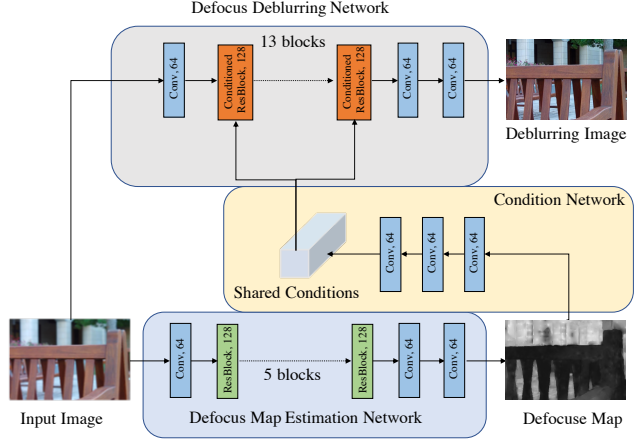 Defocus Deblurring Network
13 blocks
Conv, 64
Conditioned
ResBlock, 128
Conditioned
ResBlock, 128
Conv, 64
Conv, 64
Deblurring Image
Condition Network
Conv, 64
Conv, 64
Conv, 64
Shared Conditions
Conv, 64
ResBlock, 128
5 blocks
ResBlock, 128
Conv, 64
Conv, 64
Input Image
Defocus Map Estimation Network
Defocuse Map